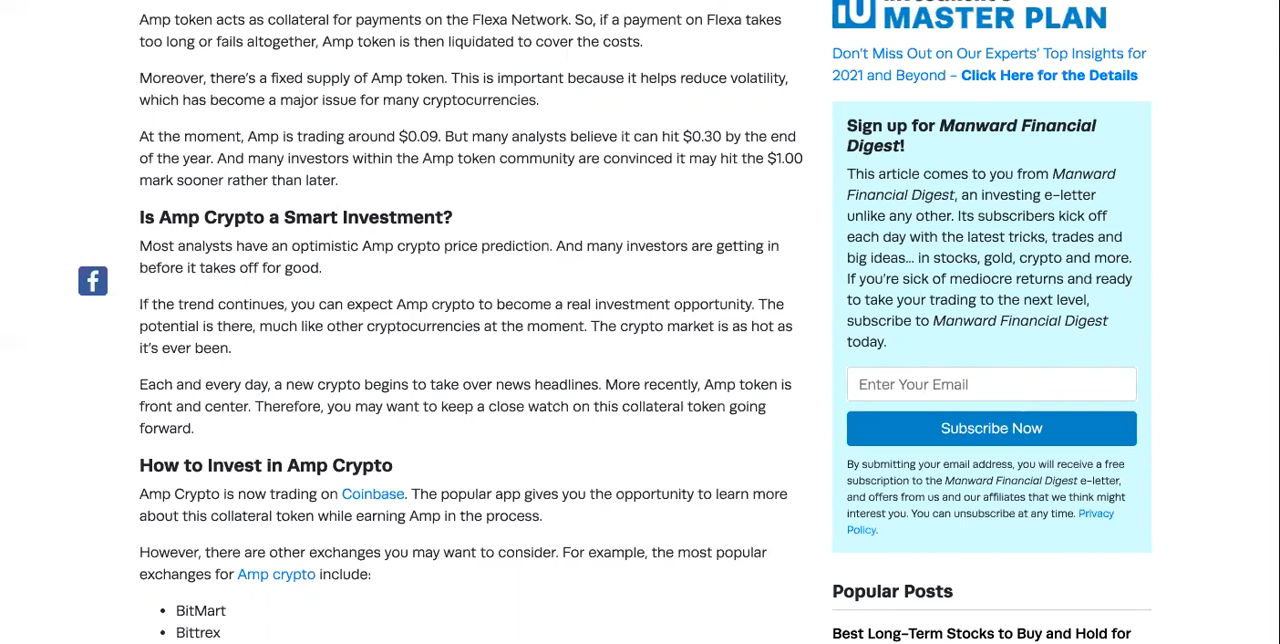 Amp token acts as collateral for payments on the Flexa Network. So, if a payment on Flexa takes
too long or fails altogether, Amp token is then liquidated to cover the costs.
Moreover, there's a fixed supply of Amp token. This is important because it helps reduce volatility,
which has become a major issue for many cryptocurrencies.
At the moment, Amp is trading around $0.09. But many analysts believe it can hit $0.30 by the end
of the year. And many investors within the Amp token community are convinced it may hit the $1.00
mark sooner rather than later.
Is Amp Crypto a Smart Investment?
Most analysts have an optimistic Amp crypto price prediction. And many investors are getting in
before it takes off for good.
If the trend continues, you can expect Amp crypto to become a real investment opportunity. The
potential is there, much like other cryptocurrencies at the moment. The crypto market is as hot as
it's ever been.
Each and every day, a new crypto begins to take over news headlines. More recently, Amp token is
front and center. Therefore, you may want to keep a close watch on this collateral token going
forward.
How to Invest in Amp Crypto
Amp Crypto is now trading on Coinbase. The popular app gives you the opportunity to learn more
about this collateral token while earning Amp in the process.
However, there are other exchanges you may want to consider. For example, the most popular
exchanges for Amp crypto include:
• BitMart
• Bittrex
f
iU
MASTER PLAN
Don't Miss Out on Our Experts' Top Insights for
2021 and Beyond - Click Here for the Details
Sign up for Manward Financial
Digest!
This article comes to you from Manward
Financial Digest, an investing e-letter
unlike any other. Its subscribers kick off
each day with the latest tricks, trades and
big ideas... in stocks, gold, crypto and more.
If you're sick of mediocre returns and ready
to take your trading to the next level,
subscribe to Manward Financial Digest
today.
Enter Your Email
Subscribe Now
By submitting your email address, you will receive a free
subscription to the Manward Financial Digest e-letter,
and offers from us and our affiliates that we think might
interest you. You can unsubscribe at any time. Privacy
Policy.
Popular Posts
Best Long-Term Stocks to Buy and Hold for